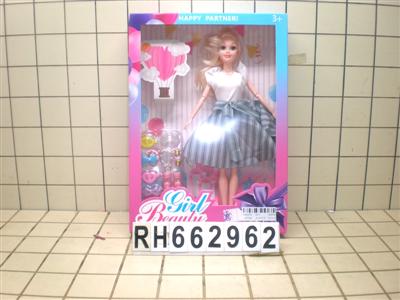 HAPPY PARTNER!
3+
Girl
Beauty
RH662962